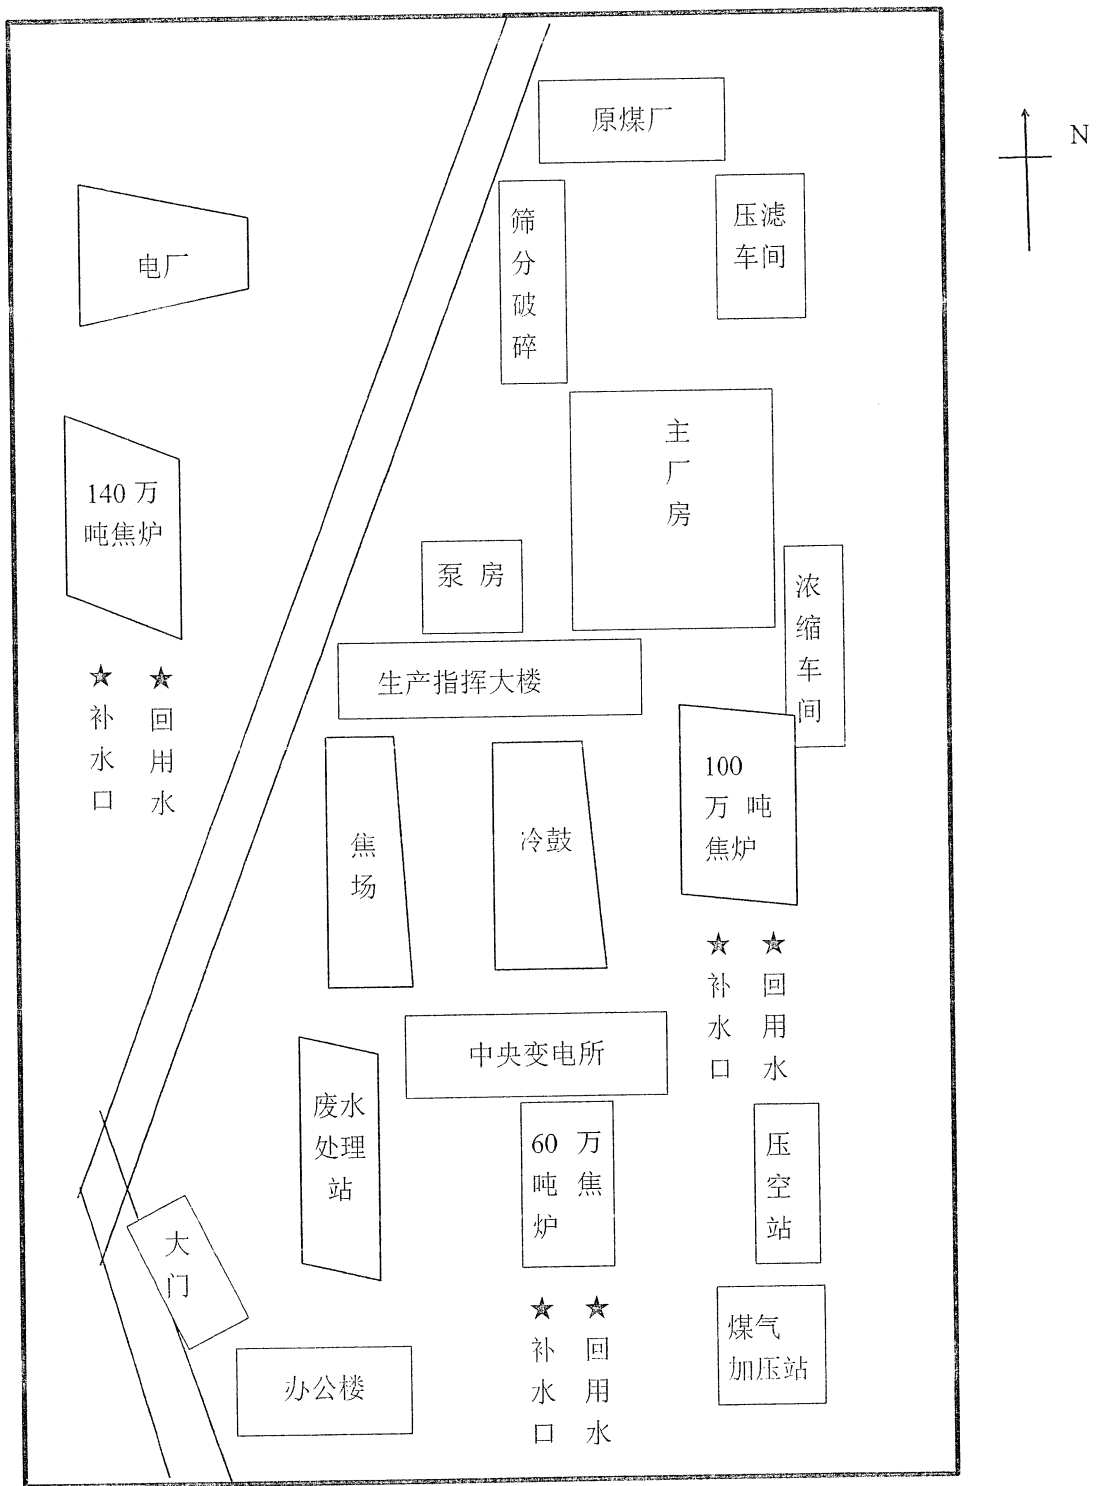 原煤厂
N
筛
分
破
碎
压滤
车间
电厂
主
厂
房
140 万
吨焦炉
泵 房
浓
缩
车
间
生产指挥大楼
补
水
口
回
用
水
100
万 吨
焦炉
焦
场
冷鼓
补
水
口
回
用
水
中央变电所
废水
处理
站
60 万
吨 焦
炉
压
空
站
大
门
补
水
口
回
用
水
煤气
加压站
办公楼